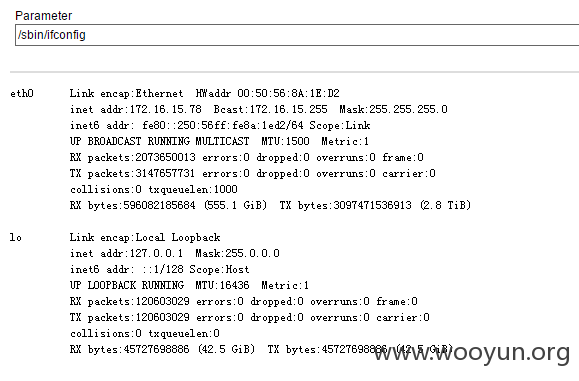 Parameter
/sbin/ifconfig
eth0 Link encap:Ethernet HWaddr 00:50:56:8A:1E:D2
inet addr:172.16.15.78 Bcast:172.16.15.255 Mask:255.255.255.0
inet6 addr: fe80::250:56ff:fe8a:1ed2/64 Scope:Link
UP BROADCAST RUNNING MULTICAST MTU:1500 Metric:1
RX packets:2073650013 errors:0 dropped:0 overruns:0 frame:0
TX packets:3147657731 errors:0 dropped:0 overruns:0 carrier:0
collisions:0 txqueuelen:1000
RX bytes:596082185684 (555.1 GiB) TX bytes:3097471536913 (2.8 TiB)
lo Link encap:Local Loopback
inet addr:127.0.0.1 Mask:255.0.0.0
inet6 addr: ::1/128 Scope:Host
UP LOOPBACK RUNNING MTU:16436 Metric:1
RX packets:120603029 errors:0 dropped:0 overruns:0 frame:0
TX packets:120603029 errors:0 dropped:0 overruns:0 carrier:0
collisions:0 txqueuelen:0
RX bytes:45727698886 (42.5 GiB) TX bytes:45727698886 (42.5 GiB)
www.wooyun.org